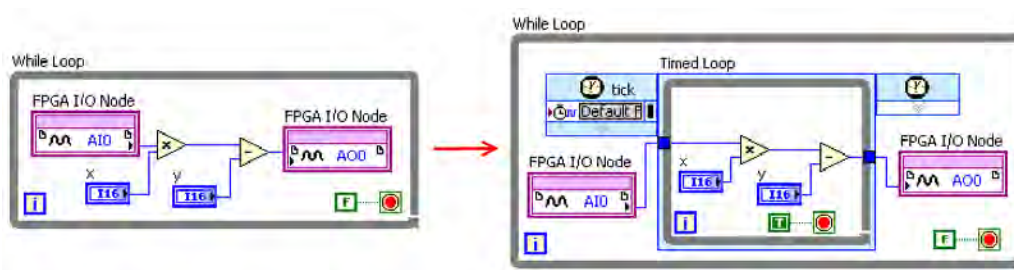 While Loop
FPGA I/O Node
AI0
x
I16
y
I16
FPGA I/O Node
AO0
i
F
While Loop
Timed Loop
tick
Default
FPGA I/O Node
AI0
x
I16
y
I16
i
T
FPGA I/O Node
AO0
i
F